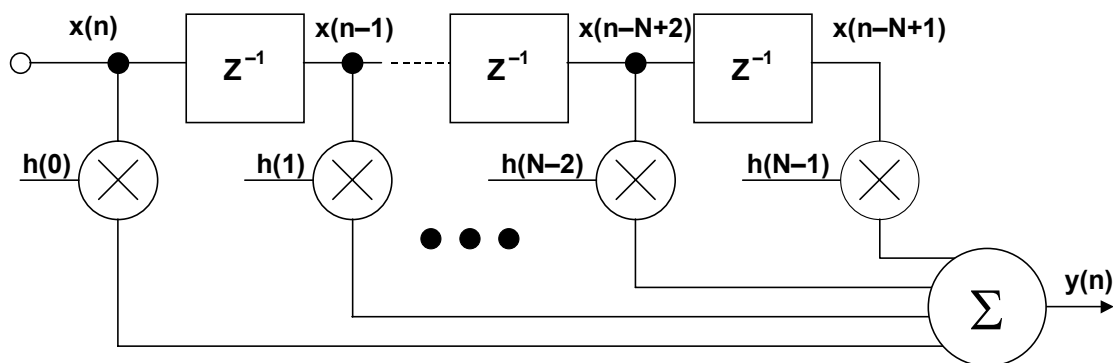 x(n) x(n–1) x(n–N+2) x(n–N+1)
Z⁻¹ Z⁻¹ Z⁻¹
h(0) h(1) h(N–2) h(N–1)
Σ y(n)